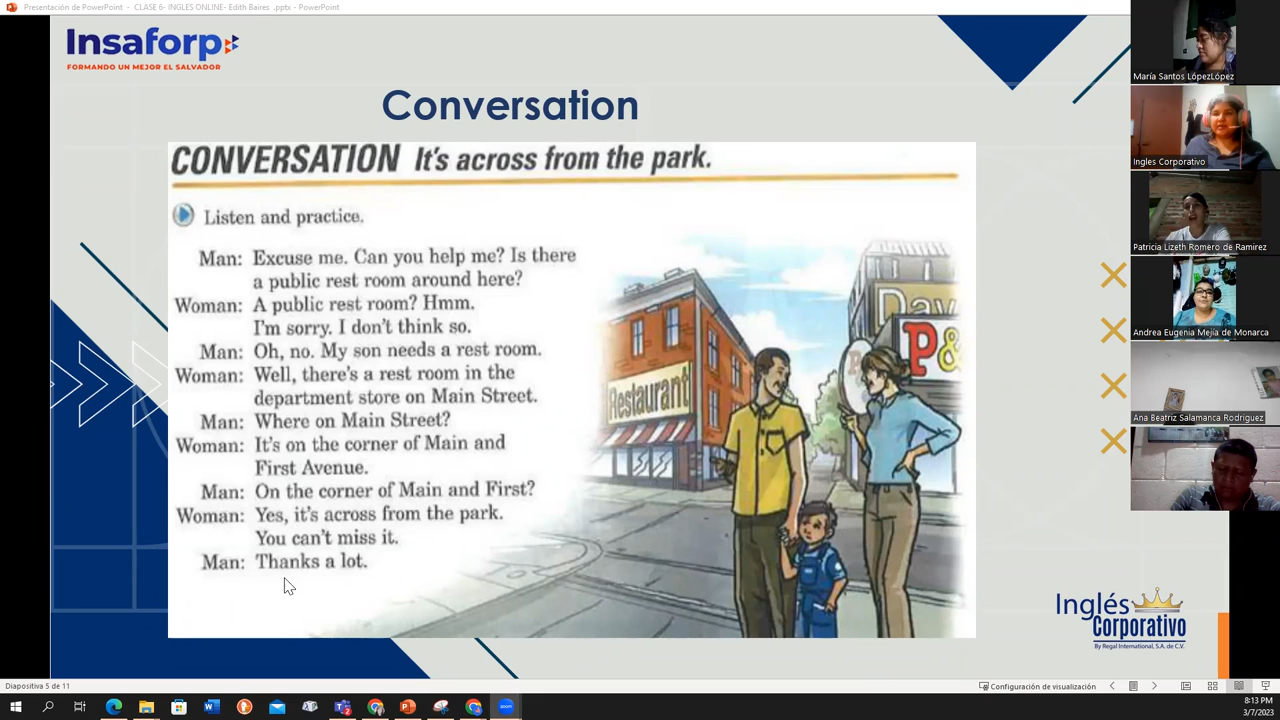 Presentación de PowerPoint - CLASE 6- INGLES ONLINE- Edith Baires .pptx - PowerPoint
Insaforp
FORMANDO UN MEJOR EL SALVADOR
Conversation
CONVERSATION It's across from the park.
Listen and practice.
Man: Excuse me. Can you help me? Is there
a public rest room around here?
Woman: A public rest room? Hmm.
I'm sorry. I don't think so.
Man: Oh, no. My son needs a rest room.
Woman: Well, there's a rest room in the
department store on Main Street.
Man: Where on Main Street?
Woman: It's on the corner of Main and
First Avenue.
Man: On the corner of Main and First?
Woman: Yes, it's across from the park.
You can't miss it.
Man: Thanks a lot.
Restaurant
Dav
P&
P
Inglés
Corporativo
By Regal International, S.A. de C.V.
María Santos LópezLópez
Ingles Corporativo
Patricia Lizeth Romero de Ramirez
Andrea Eugenia Mejía de Monarca
Ana Beatriz Salamanca Rodriguez
Diapositiva 5 de 11
Configuración de visualización
8:13 PM
3/7/2023